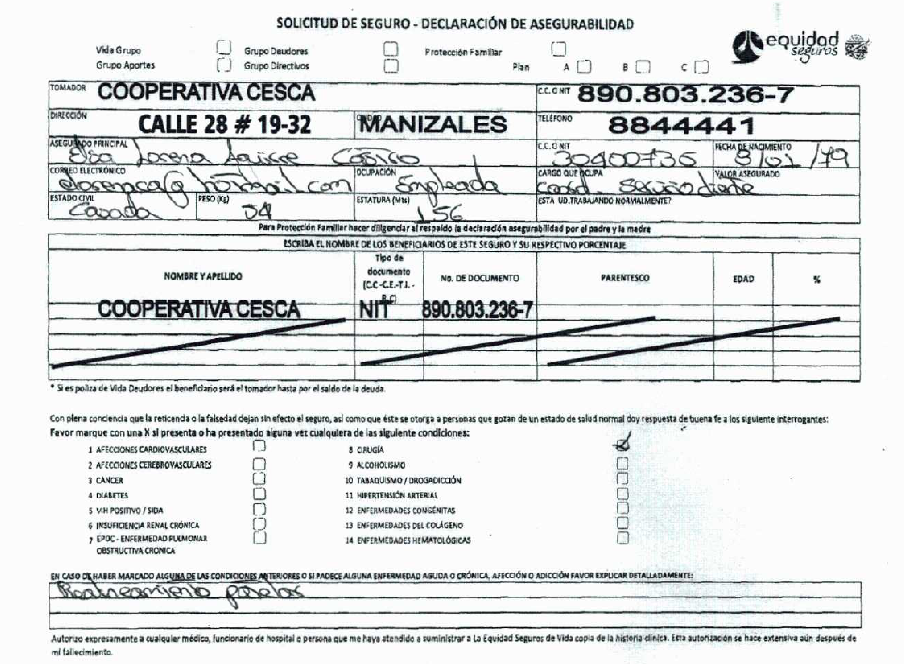 SOLICITUD DE SEGURO - DECLARACIÓN DE ASEGURABILIDAD
equidad seguros
Vida Grupo Grupo Deudores Protección Familiar
Grupo Aportes Grupo Directivos Plan A B C
TOMADOR COOPERATIVA CESCA C.C. O NIT 890.803.236-7
DIRECCIÓN CALLE 28 # 19-32 MANIZALES TELÉFONO 8844441
ASEGURADO PRINCIPAL Elsa Lorena C.C. O NIT 30400735 FECHA DE NACIMIENTO 8/01/79
CORREO ELECTRÓNICO hotmail.com OCUPACIÓN Empleada CARGO QUE OCUPA VALOR ASEGURADO
ESTADO CIVIL Casada PESO (Kg) 54 ESTATURA (Mts) 1.56 ESTA UD. TRABAJANDO NORMALMENTE?
Para Protección Familiar hacer diligenciar al respaldo la declaración asegurabilidad por el padre y la madre
ESCRIBA EL NOMBRE DE LOS BENEFICIARIOS DE ESTE SEGURO Y SU RESPECTIVO PORCENTAJE
NOMBRE Y APELLIDO Tipo de documento (C.C-C.E.-T.I.-R.C) No. DE DOCUMENTO PARENTESCO EDAD %
COOPERATIVA CESCA NIT 890.803.236-7
* Si es poliza de Vida Deudores el beneficiario será el tomador hasta por el saldo de la deuda.
Con plena conciencia que la reticencia o la falsedad dejan sin efecto el seguro, así como que éste se otorga a personas que gozan de un estado de salud normal doy respuesta de buena fe a los siguiente interrogantes:
Favor marque con una X si presenta o ha presentado alguna vez cualquiera de las siguiente condiciones:
1 AFECCIONES CARDIOVASCULARES 8 CIRUGÍA
2 AFECCIONES CEREBROVASCULARES 9 ALCOHOLISMO
3 CANCER 10 TABAQUISMO / DROGADICCIÓN
4 DIABETES 11 HIPERTENSIÓN ARTERIAL
5 VIH POSITIVO / SIDA 12 ENFERMEDADES CONGÉNITAS
6 INSUFICIENCIA RENAL CRÓNICA 13 ENFERMEDADES DEL COLÁGENO
7 EPOC - ENFERMEDAD PULMONAR 14 ENFERMEDADES HEMATOLÓGICAS
OBSTRUCTIVA CRONICA
EN CASO DE HABER MARCADO ALGUNA DE LAS CONDICIONES ANTERIORES O SI PADECE ALGUNA ENFERMEDAD AGUDA O CRÓNICA, AFECCIÓN O ADICCIÓN FAVOR EXPLICAR DETALLADAMENTE:
Realineamiento
Autorizo expresamente a cualquier médico, funcionario de hospital o persona que me haya atendido a suministrar a La Equidad Seguros de Vida copia de la historia clínica. Esta autorización se hace extensiva aún después de
mi fallecimiento.